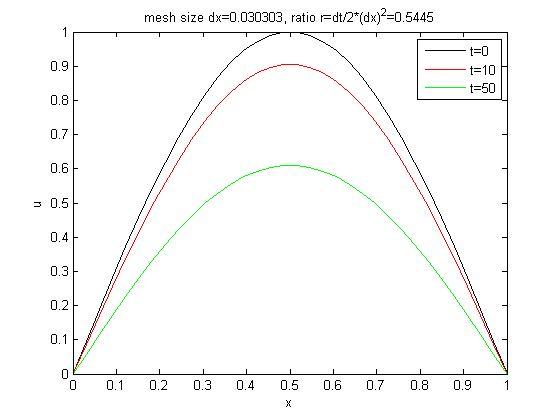 mesh size dx=0.030303, ratio r=dt/2*(dx)²=0.5445
t=0
t=10
t=50
1
0.9
0.8
0.7
0.6
0.5
0.4
0.3
0.2
0.1
0
u
0 0.1 0.2 0.3 0.4 0.5 0.6 0.7 0.8 0.9 1
x